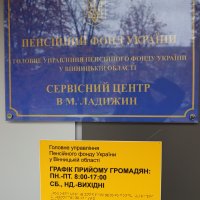 ПЕНСІЙНИЙ ФОНД УКРАЇНИ
ГОЛОВНЕ УПРАВЛІННЯ ПЕНСІЙНОГО ФОНДУ УКРАЇНИ
У ВІННИЦЬКІЙ ОБЛАСТІ
СЕРВІСНИЙ ЦЕНТР
В М. ЛАДИЖИН
Головне управління
Пенсійного фонду України
у Вінницькій області
ГРАФІК ПРИЙОМУ ГРОМАДЯН:
ПН.-ПТ. 8:00-17:00
СБ., НД.-ВИХІДНІ